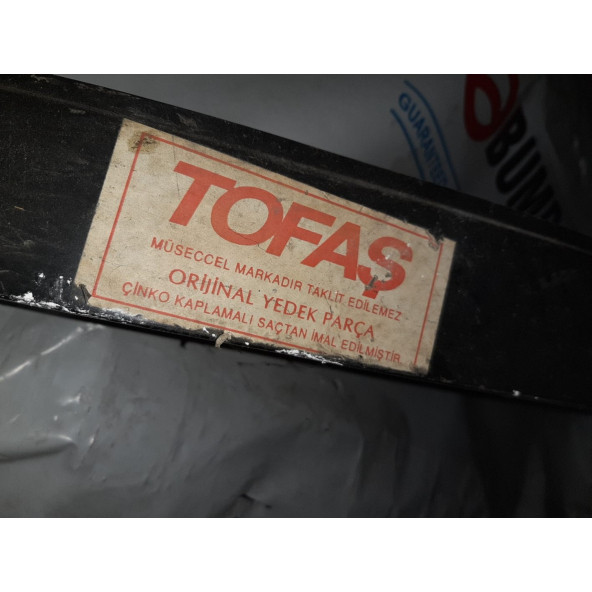 TOFAŞ
MÜSECCEL MARKADIR TAKLİT EDİLEMEZ
ORİJİNAL YEDEK PARÇA
ÇİNKO KAPLAMALI SAÇTAN İMAL EDİLMİŞTİR